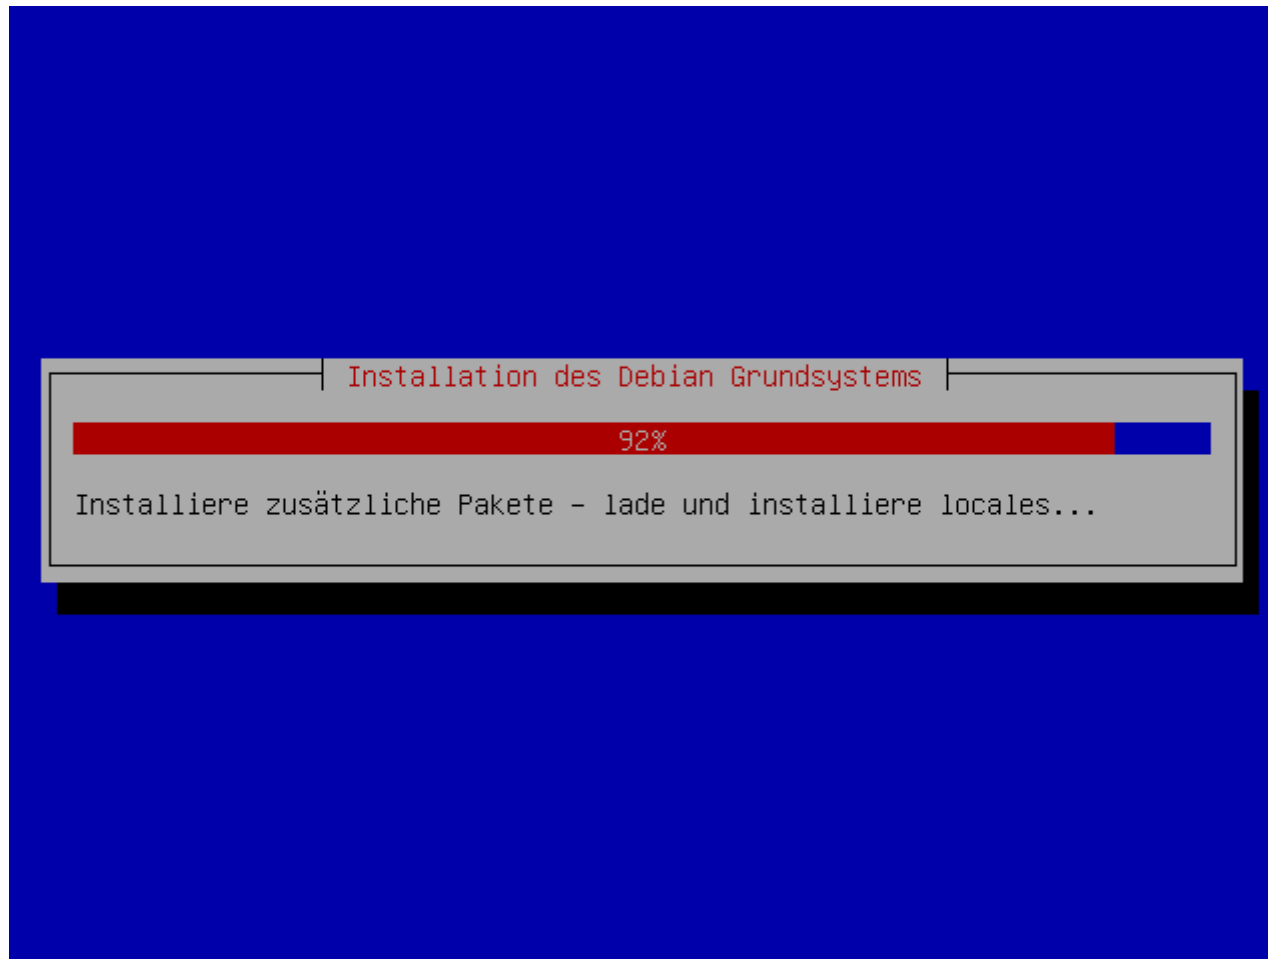 Installation des Debian Grundsystems
92%
Installiere zusätzliche Pakete – lade und installiere locales...